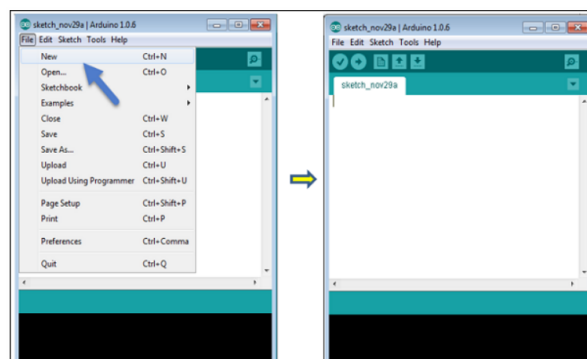 sketch_nov29a | Arduino 1.0.6
File Edit Sketch Tools Help
New Ctrl+N
Open... Ctrl+O
Sketchbook
Examples
Close Ctrl+W
Save Ctrl+S
Save As... Ctrl+Shift+S
Upload Ctrl+U
Upload Using Programmer Ctrl+Shift+U
Page Setup Ctrl+Shift+P
Print Ctrl+P
Preferences Ctrl+Comma
Quit Ctrl+Q
sketch_nov29a | Arduino 1.0.6
File Edit Sketch Tools Help
sketch_nov29a